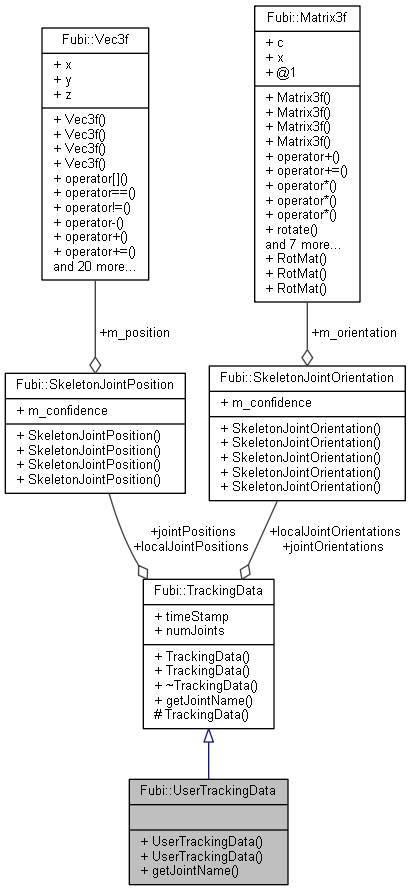 Fubi::Vec3f
+ x
+ y
+ z
+ Vec3f()
+ Vec3f()
+ Vec3f()
+ Vec3f()
+ operator[]()
+ operator==()
+ operator!=()
+ operator-()
+ operator+()
+ operator+=()
and 20 more...
Fubi::Matrix3f
+ c
+ x
+ @1
+ Matrix3f()
+ Matrix3f()
+ Matrix3f()
+ Matrix3f()
+ operator+()
+ operator+=()
+ operator*()
+ operator*()
+ operator*()
+ rotate()
and 7 more...
+ RotMat()
+ RotMat()
+ RotMat()
+m_position
+m_orientation
Fubi::SkeletonJointPosition
+ m_confidence
+ SkeletonJointPosition()
+ SkeletonJointPosition()
+ SkeletonJointPosition()
+ SkeletonJointPosition()
Fubi::SkeletonJointOrientation
+ m_confidence
+ SkeletonJointOrientation()
+ SkeletonJointOrientation()
+ SkeletonJointOrientation()
+ SkeletonJointOrientation()
+ SkeletonJointOrientation()
+jointPositions
+localJointPositions
+localJointOrientations
+jointOrientations
Fubi::TrackingData
+ timeStamp
+ numJoints
+ TrackingData()
+ TrackingData()
+ ~TrackingData()
+ getJointName()
# TrackingData()
Fubi::UserTrackingData
+ UserTrackingData()
+ UserTrackingData()
+ getJointName()